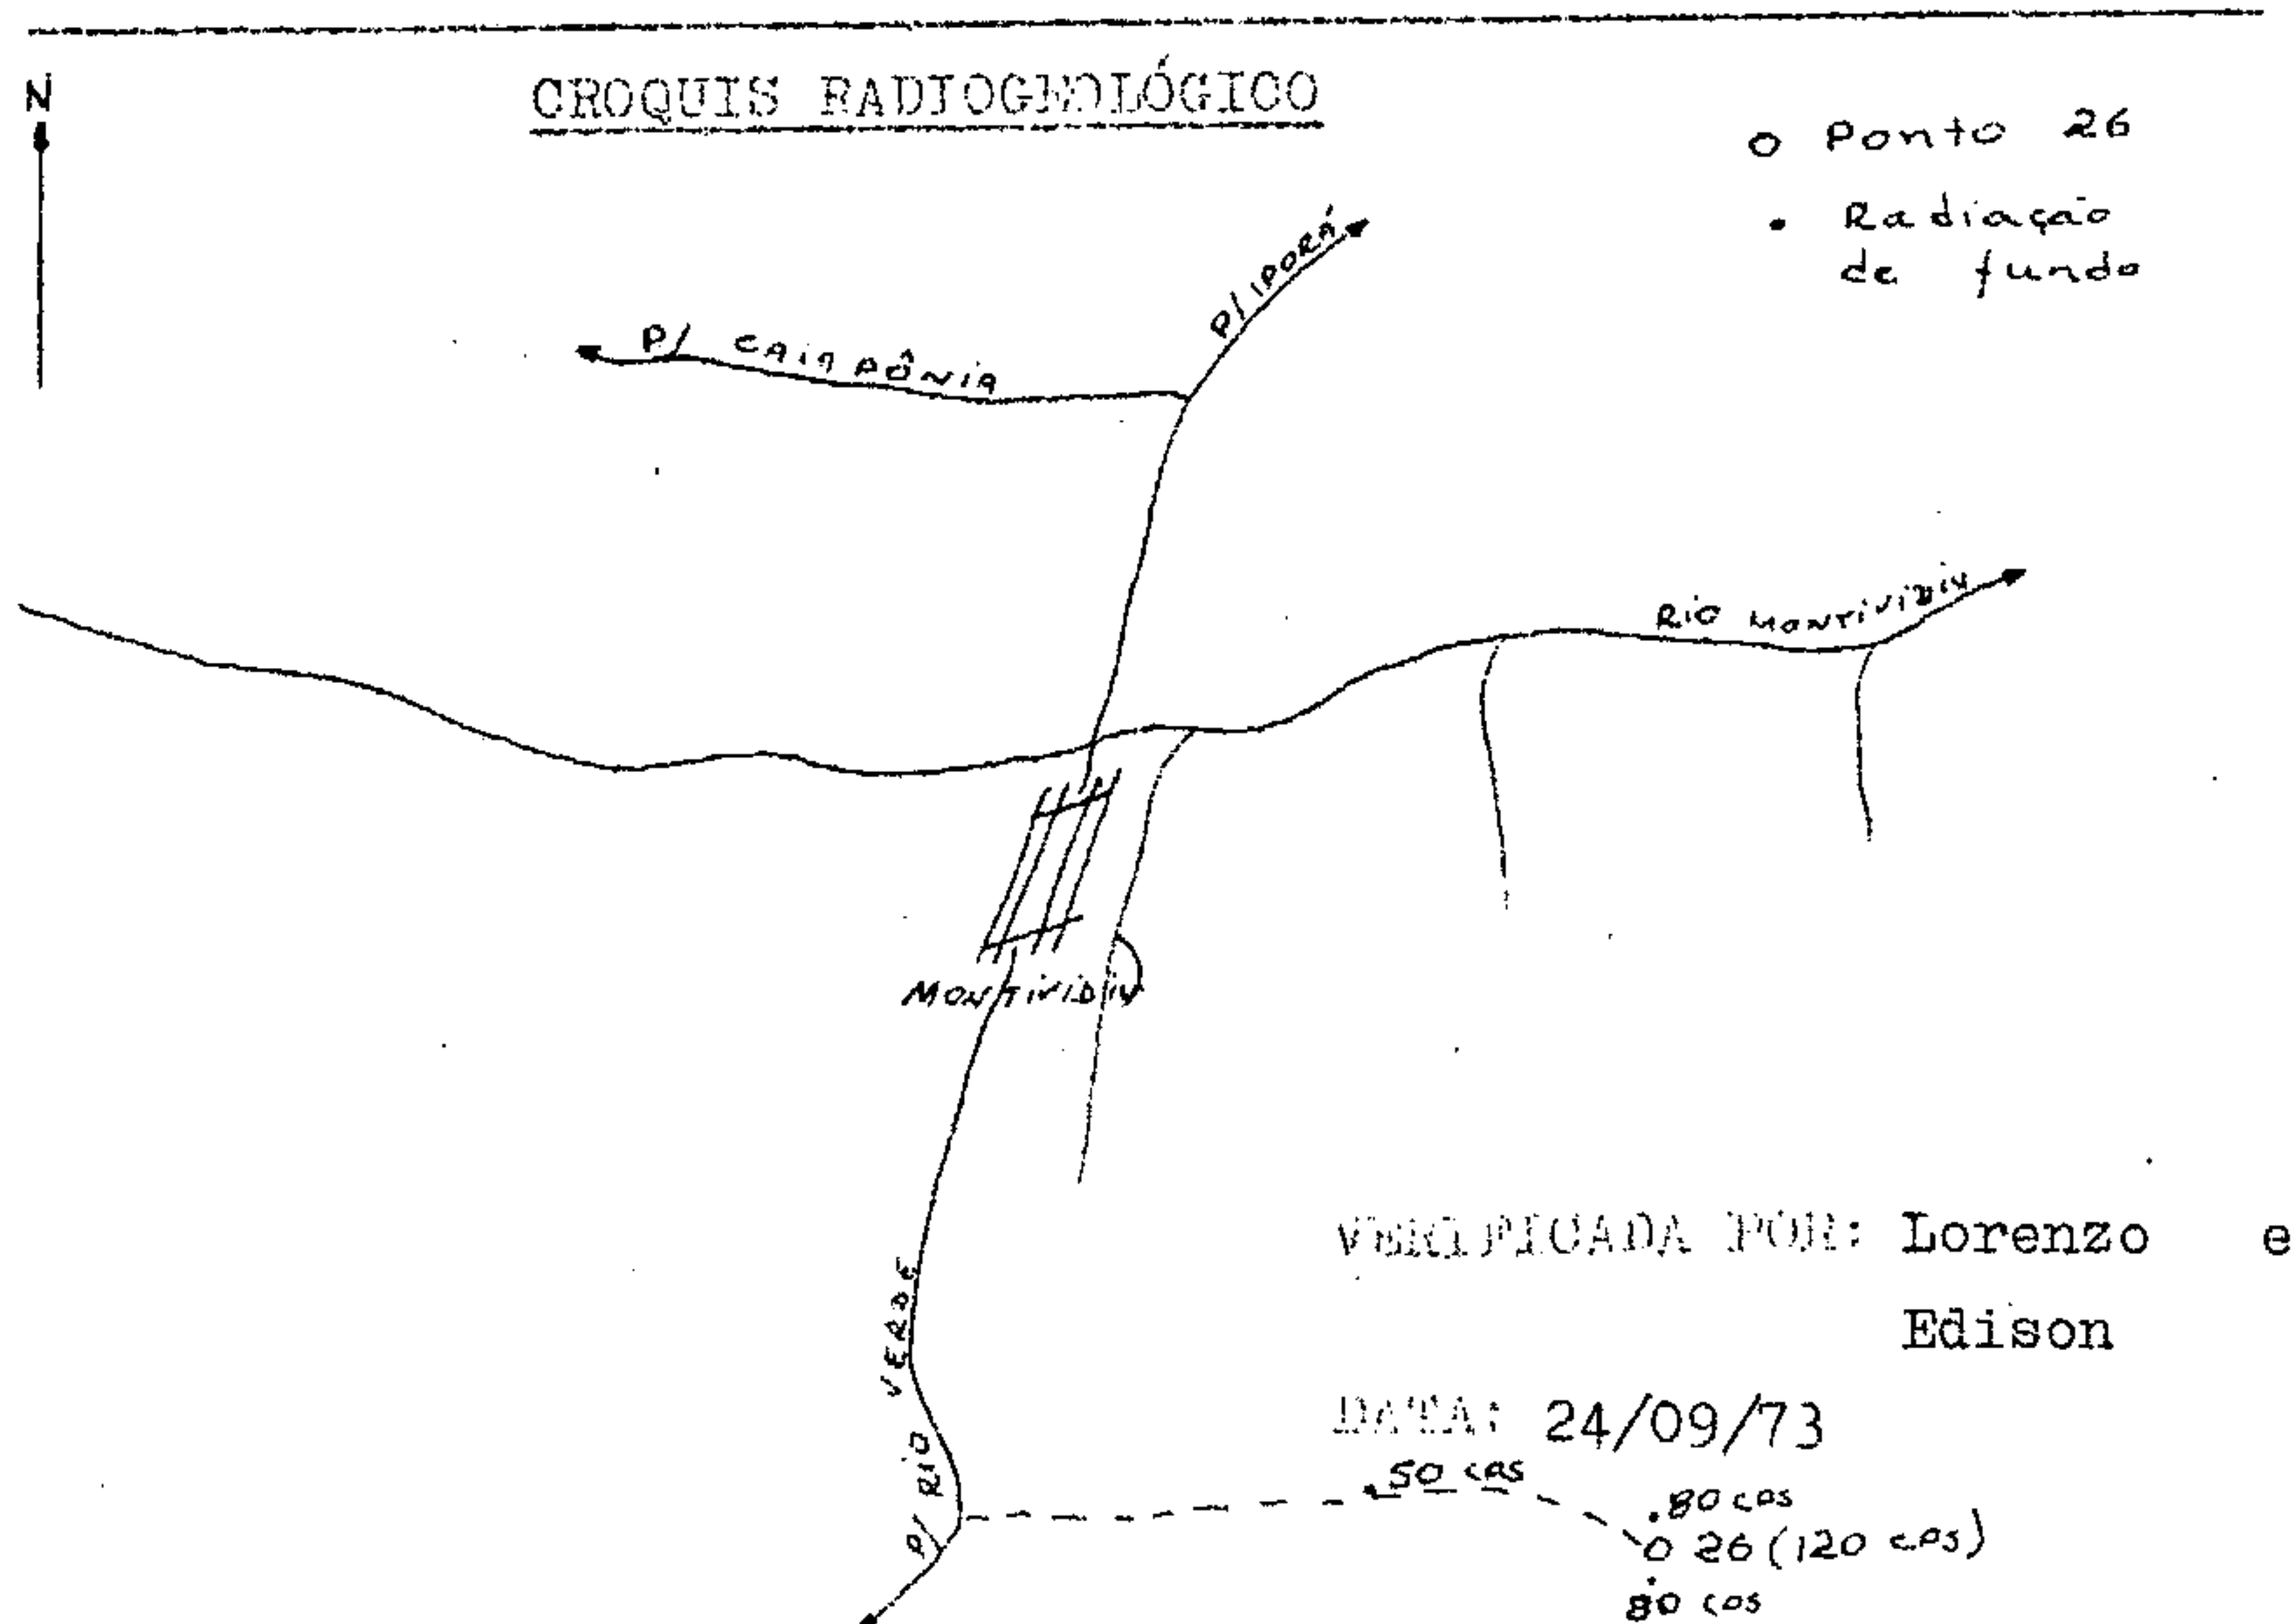 CROQUIS RADIOGEOLÓGICO
N
o Ponto 26
• Radiação
de fundo
P/ IPORÁ
P/ CAIAPÔNIA
RIO MONTIVIDIU
MONTIVIDIU
VERIFICADA POR: Lorenzo e
Edison
DATA: 24/09/73
P/ RIO VERDE
50 cps
80 cps
26 (120 cps)
80 cps